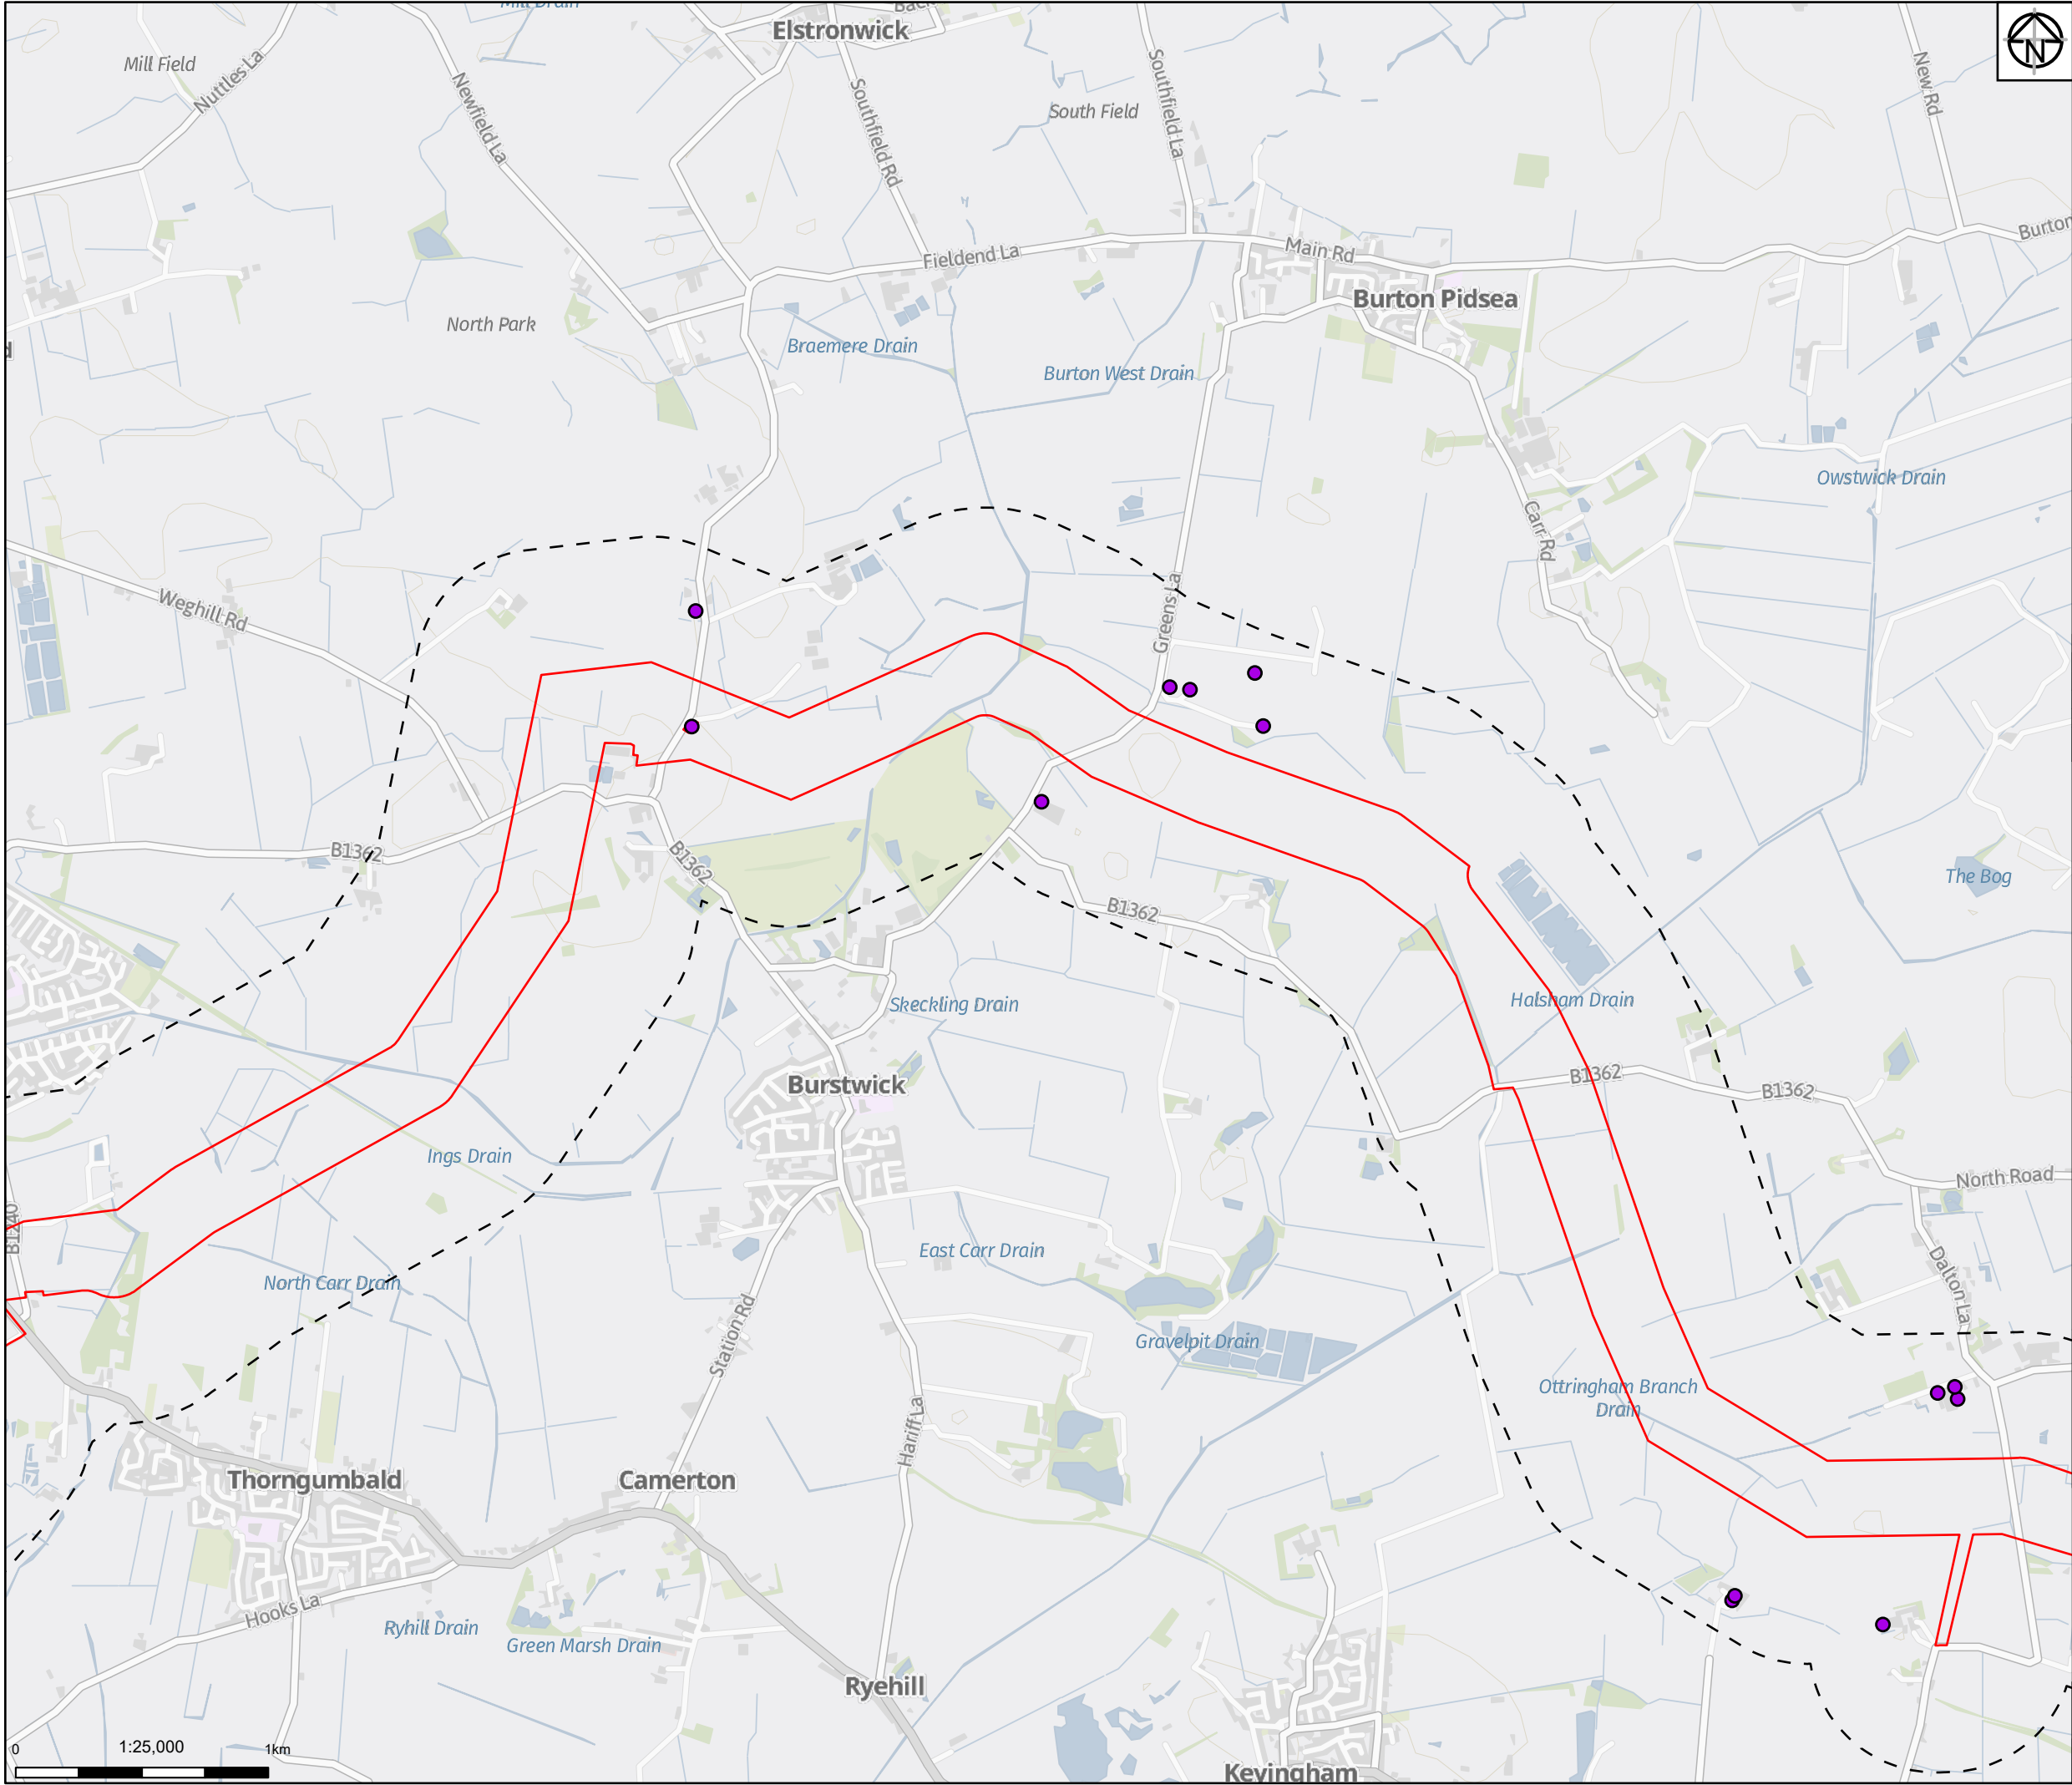 Mill Drain
Back
Elstronwick
Mill Field
Nuttles La
Newfield La
Southfield Rd
South Field
Southfield La
New Rd
N
Burton
Fieldend La
Main Rd
Burton Pidsea
North Park
Braemere Drain
Burton West Drain
d
Owstwick Drain
Carr Rd
Weghill Rd
Greens La
B1362
B1362
The Bog
B1362
Skeckling Drain
Halsham Drain
Burstwick
B1362
B1362
Ings Drain
North Road
B1240
East Carr Drain
North Carr Drain
Dalton La
Station Rd
Gravelpit Drain
Ottringham Branch
Drain
Hariff La
Thorngumbald
Camerton
Hooks La
Ryhill Drain
Green Marsh Drain
Ryehill
0
1:25,000
1km
Keyingham